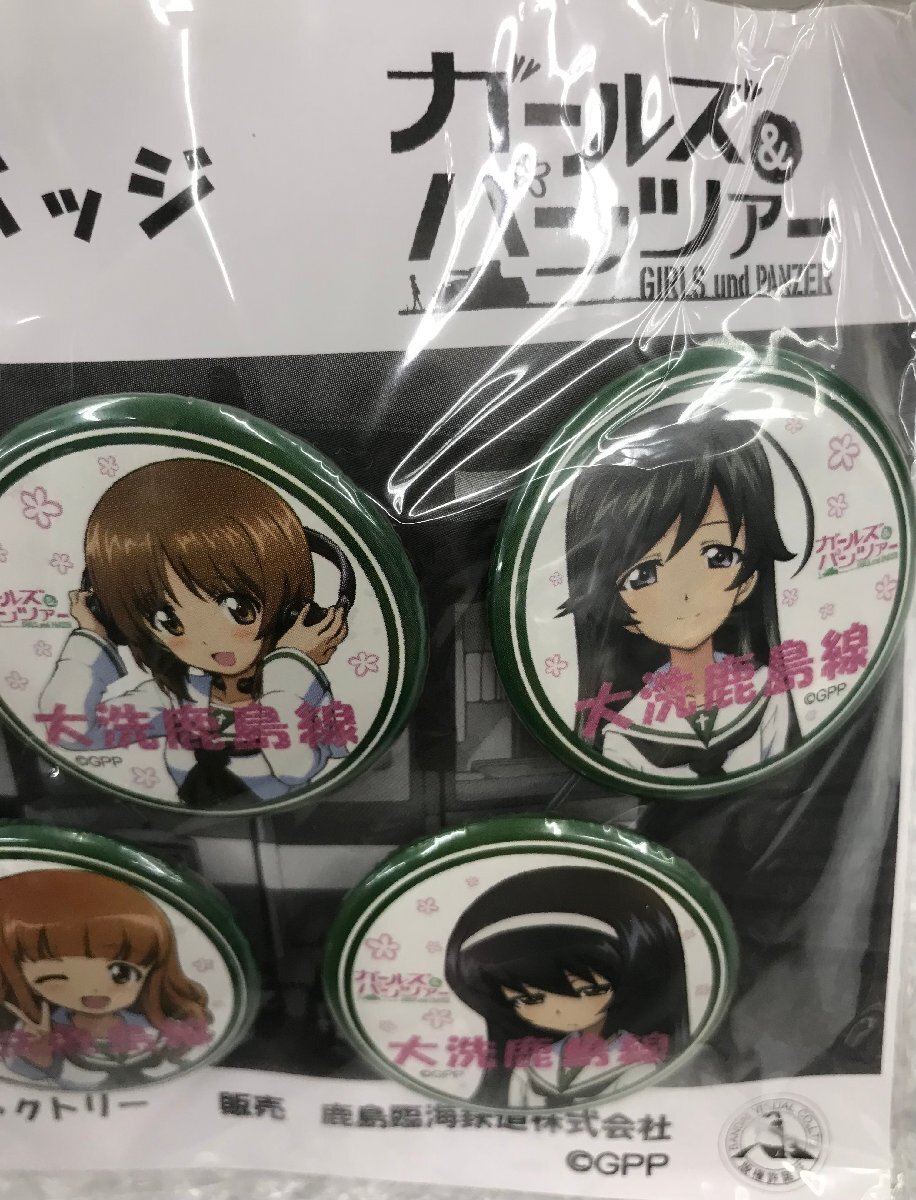 ッジ
ガールズ&
パンツァー
GIRLS und PANZER
ールズ&
ンツァー
大洗鹿島線
©GPP
ガールズ&
パンツァー
大洗鹿島線
©GPP
ガールズ&
パンツァー
大洗鹿島線
©GPP
クトリー 販売 鹿島臨海鉄道株式会社
©GPP